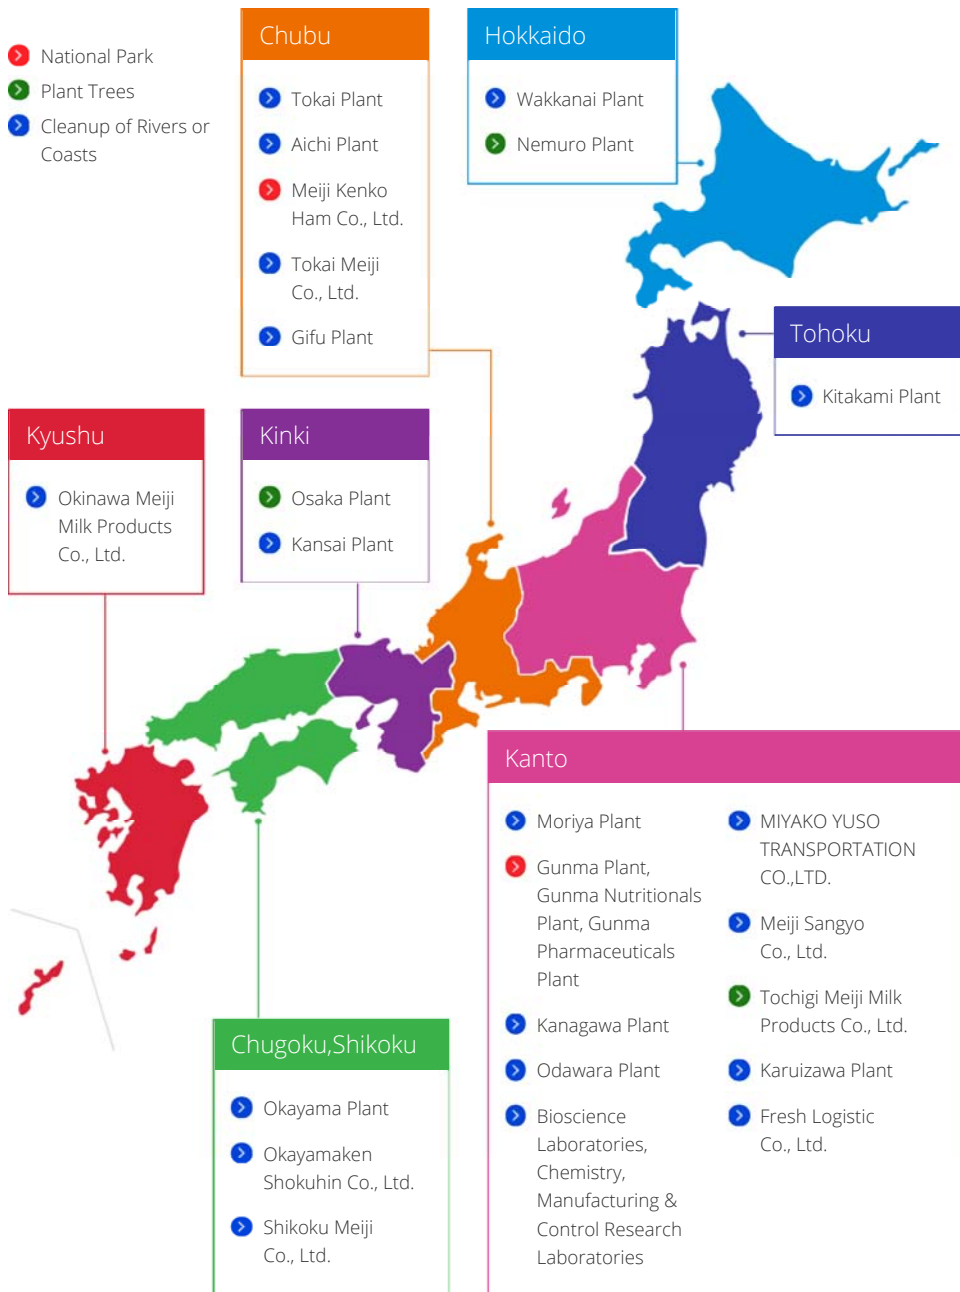 National Park
Plant Trees
Cleanup of Rivers or
Coasts
Chubu
Tokai Plant
Aichi Plant
Meiji Kenko
Ham Co., Ltd.
Tokai Meiji
Co., Ltd.
Gifu Plant
Hokkaido
Wakkanai Plant
Nemuro Plant
Tohoku
Kitakami Plant
Kyushu
Okinawa Meiji
Milk Products
Co., Ltd.
Kinki
Osaka Plant
Kansai Plant
Kanto
Moriya Plant
Gunma Plant,
Gunma Nutritionals
Plant, Gunma
Pharmaceuticals
Plant
Kanagawa Plant
Odawara Plant
Bioscience
Laboratories,
Chemistry,
Manufacturing &
Control Research
Laboratories
MIYAKO YUSO
TRANSPORTATION
CO.,LTD.
Meiji Sangyo
Co., Ltd.
Tochigi Meiji Milk
Products Co., Ltd.
Karuizawa Plant
Fresh Logistic
Co., Ltd.
Chugoku,Shikoku
Okayama Plant
Okayamaken
Shokuhin Co., Ltd.
Shikoku Meiji
Co., Ltd.